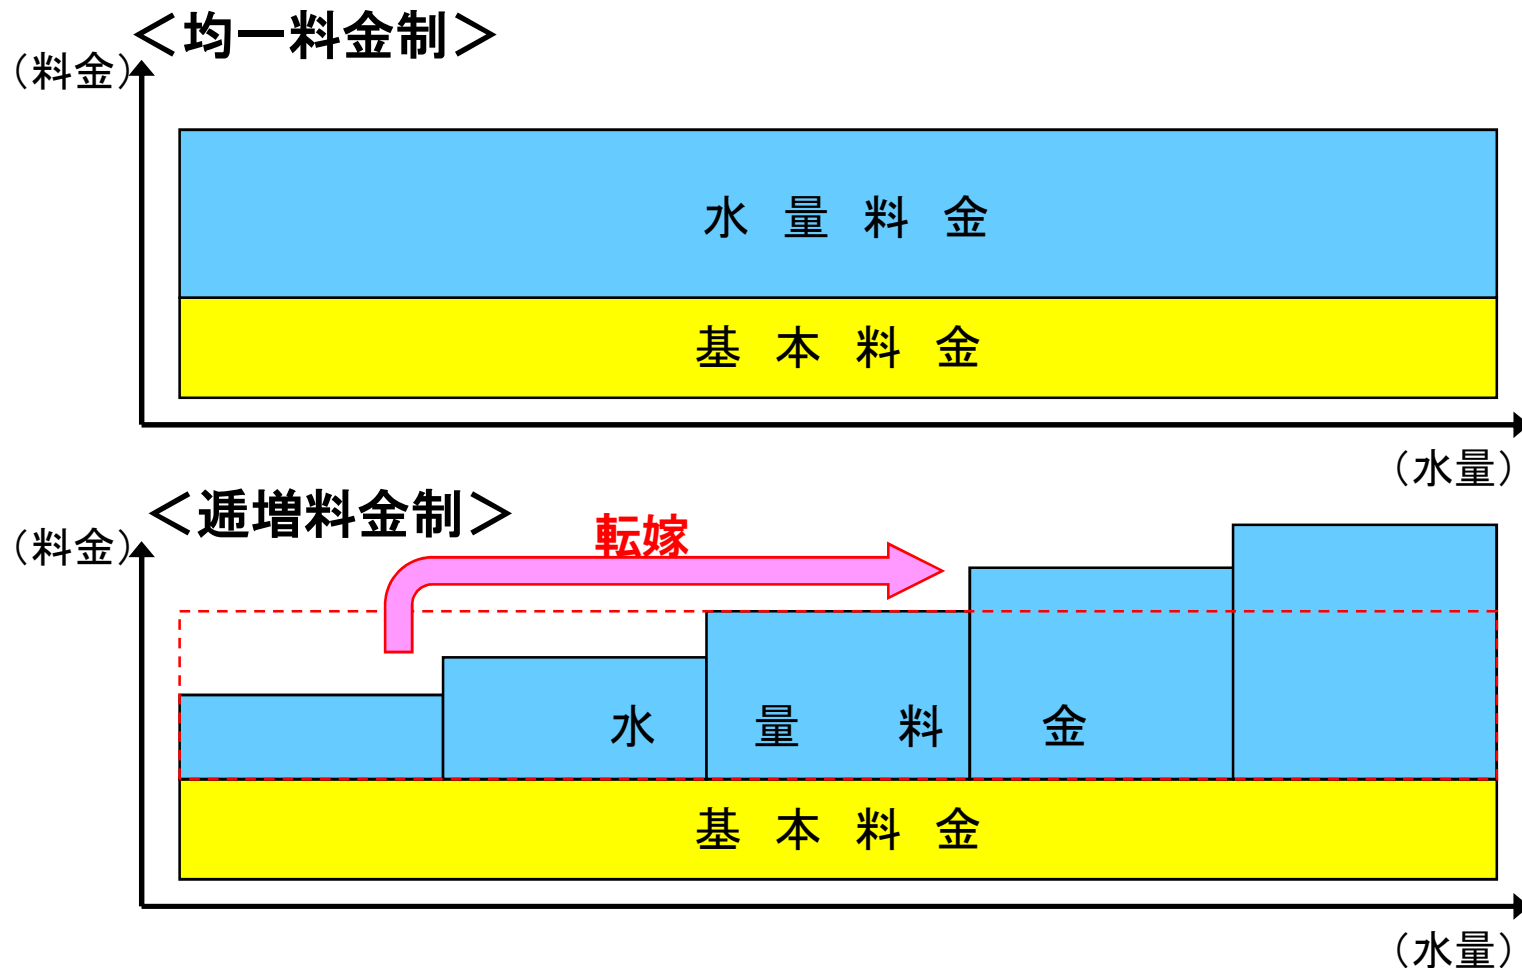 ＜均一料金制＞
（料金）
水量料金
基本料金
（水量）
＜逓増料金制＞
（料金）
転嫁
水量料金
基本料金
（水量）